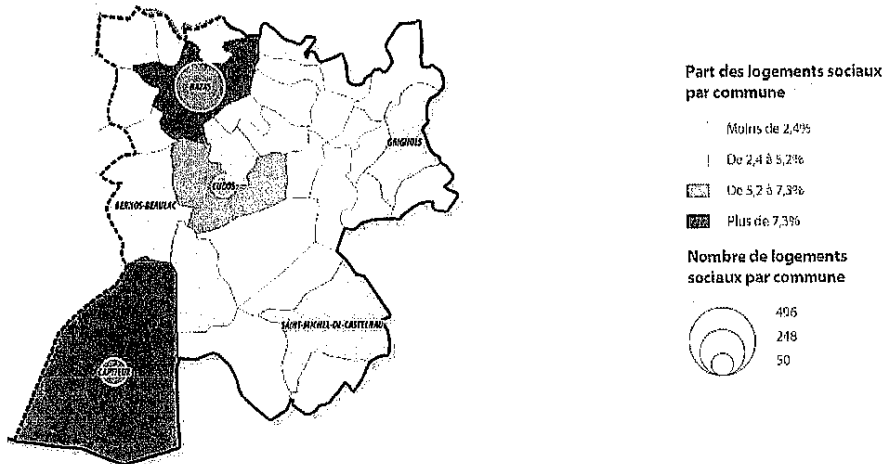 BAZAS
GRIGNOLS
CUDOS
BERNOS-BEAULAC
SAINT-MICHEL-DE-CASTELNAU
CAPTIEUX
Part des logements sociaux
par commune
Moins de 2,4%
De 2,4 à 5,2%
De 5,2 à 7,3%
Plus de 7,3%
Nombre de logements
sociaux par commune
496
248
50